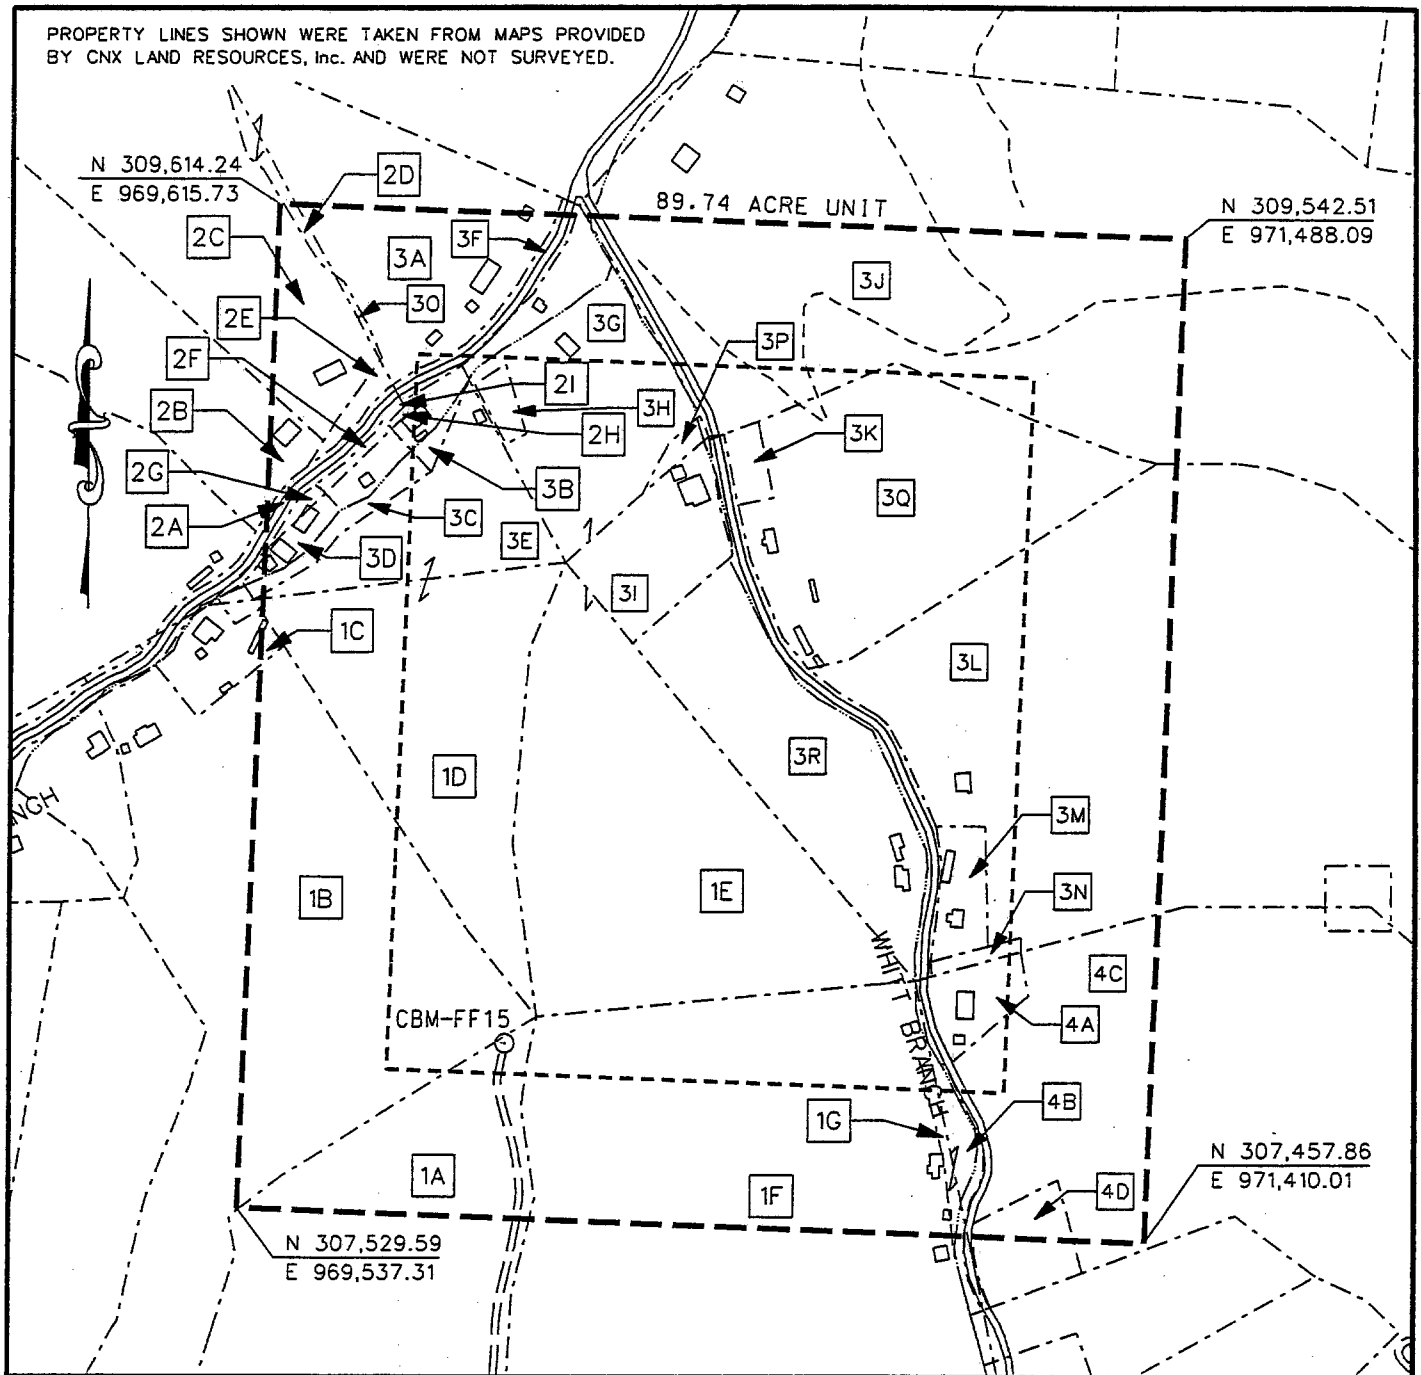 PROPERTY LINES SHOWN WERE TAKEN FROM MAPS PROVIDED
BY CNX LAND RESOURCES, Inc. AND WERE NOT SURVEYED.
N 309,614.24
E 969,615.73
2D
89.74 ACRE UNIT
N 309,542.51
E 971,488.09
2C
3F
3A
3J
3O
2E
3G
3P
2F
2I
3H
2B
2H
3K
2G
3B
3Q
2A
3C
3E
3D
3I
1C
3L
3R
1D
NCH
3M
1B
1E
3N
WHITT BRANCH
4C
CBM-FF15
4A
4B
1G
N 307,457.86
E 971,410.01
1A
1F
4D
N 307,529.59
E 969,537.31